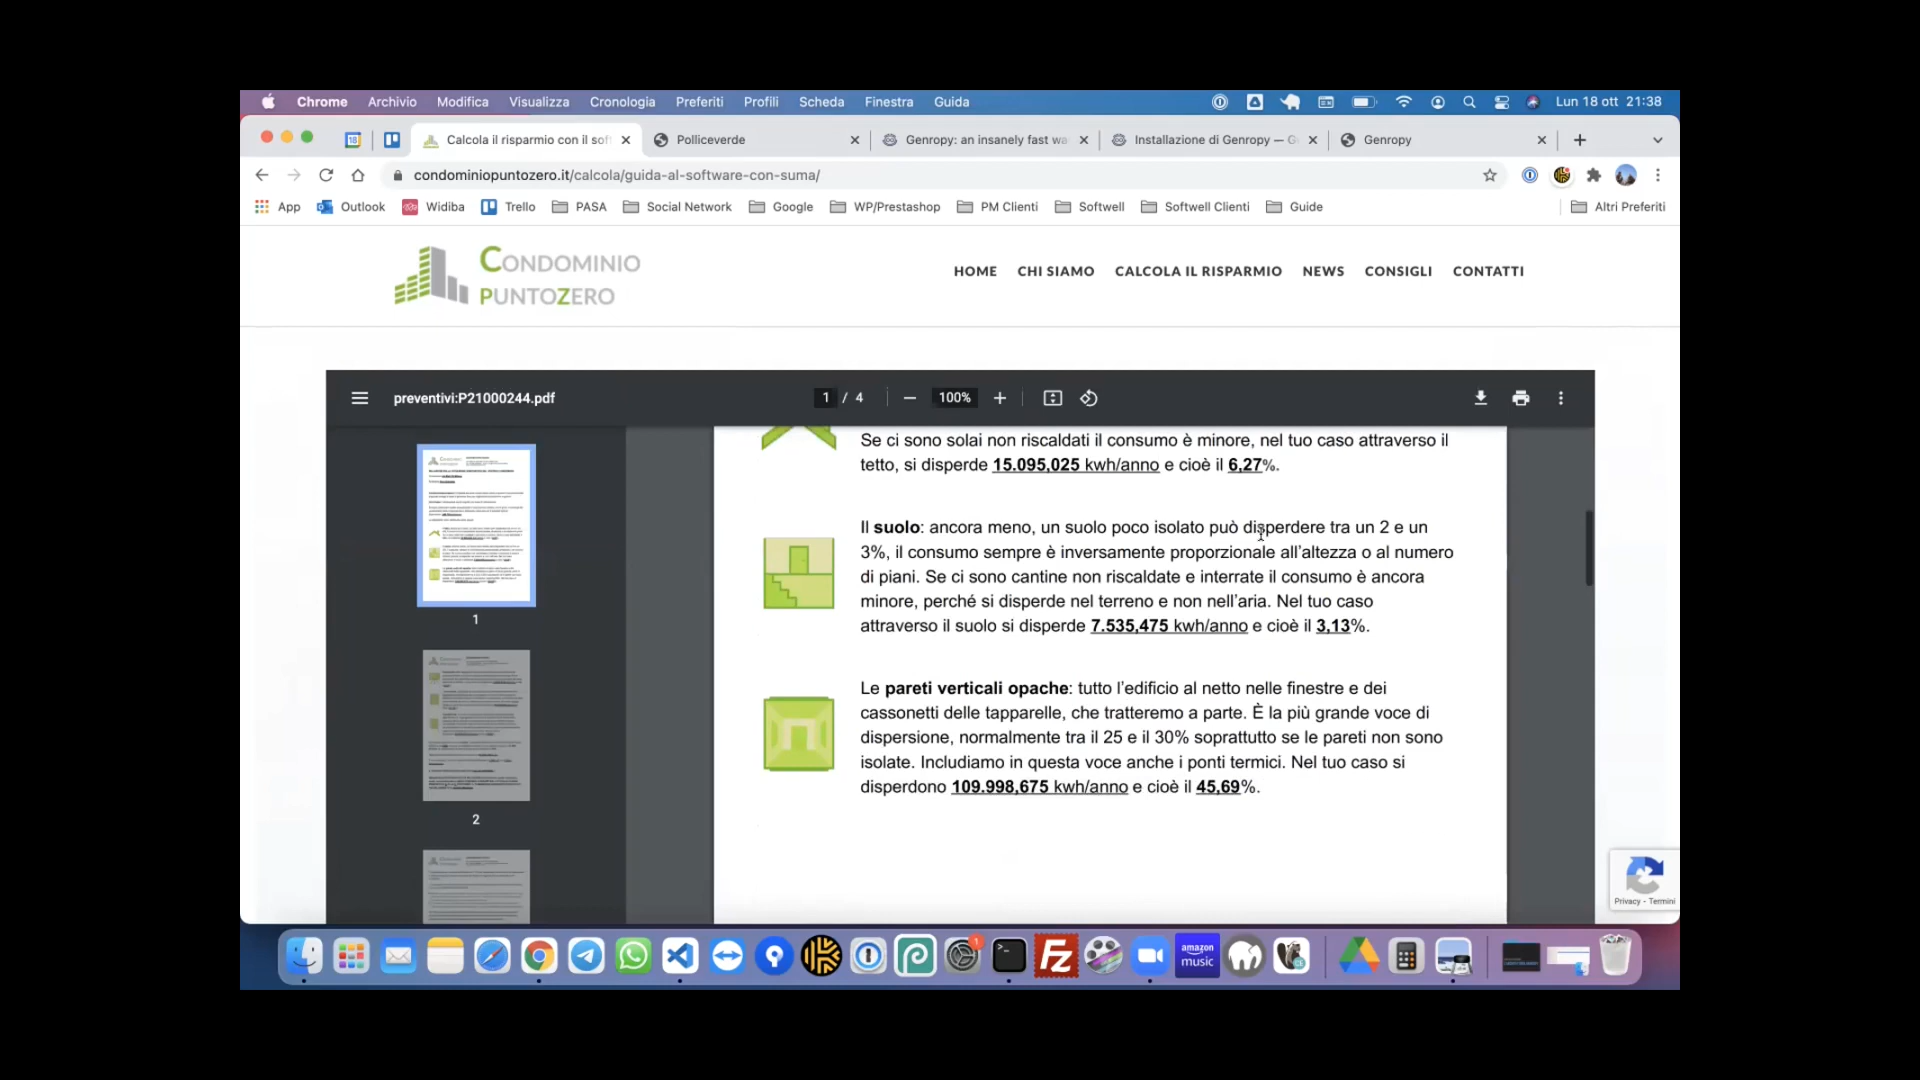 Chrome Archivio Modifica Visualizza Cronologia Preferiti Profili Scheda Finestra Guida Lun 18 ott 21:38
Calcola il risparmio con il sof Polliceverde Genropy: an insanely fast wa Installazione di Genropy — G Genropy
condominiopuntozero.it/calcola/guida-al-software-con-suma/
App Outlook Widiba Trello PASA Social Network Google WP/Prestashop PM Clienti Softwell Softwell Clienti Guide Altri Preferiti
CONDOMINIO
PUNTOZERO
HOME CHI SIAMO CALCOLA IL RISPARMIO NEWS CONSIGLI CONTATTI
preventivi:P21000244.pdf 1 / 4 100%
Se ci sono solai non riscaldati il consumo è minore, nel tuo caso attraverso il
tetto, si disperde 15.095,025 kwh/anno e cioè il 6,27%.
Il suolo: ancora meno, un suolo poco isolato può disperdere tra un 2 e un
3%, il consumo sempre è inversamente proporzionale all'altezza o al numero
di piani. Se ci sono cantine non riscaldate e interrate il consumo è ancora
minore, perché si disperde nel terreno e non nell'aria. Nel tuo caso
attraverso il suolo si disperde 7.535,475 kwh/anno e cioè il 3,13%.
Le pareti verticali opache: tutto l'edificio al netto nelle finestre e dei
cassonetti delle tapparelle, che tratteremo a parte. È la più grande voce di
dispersione, normalmente tra il 25 e il 30% soprattutto se le pareti non sono
isolate. Includiamo in questa voce anche i ponti termici. Nel tuo caso si
disperdono 109.998,675 kwh/anno e cioè il 45,69%.
1
2
Privacy - Termini
amazon
music
Fz
1